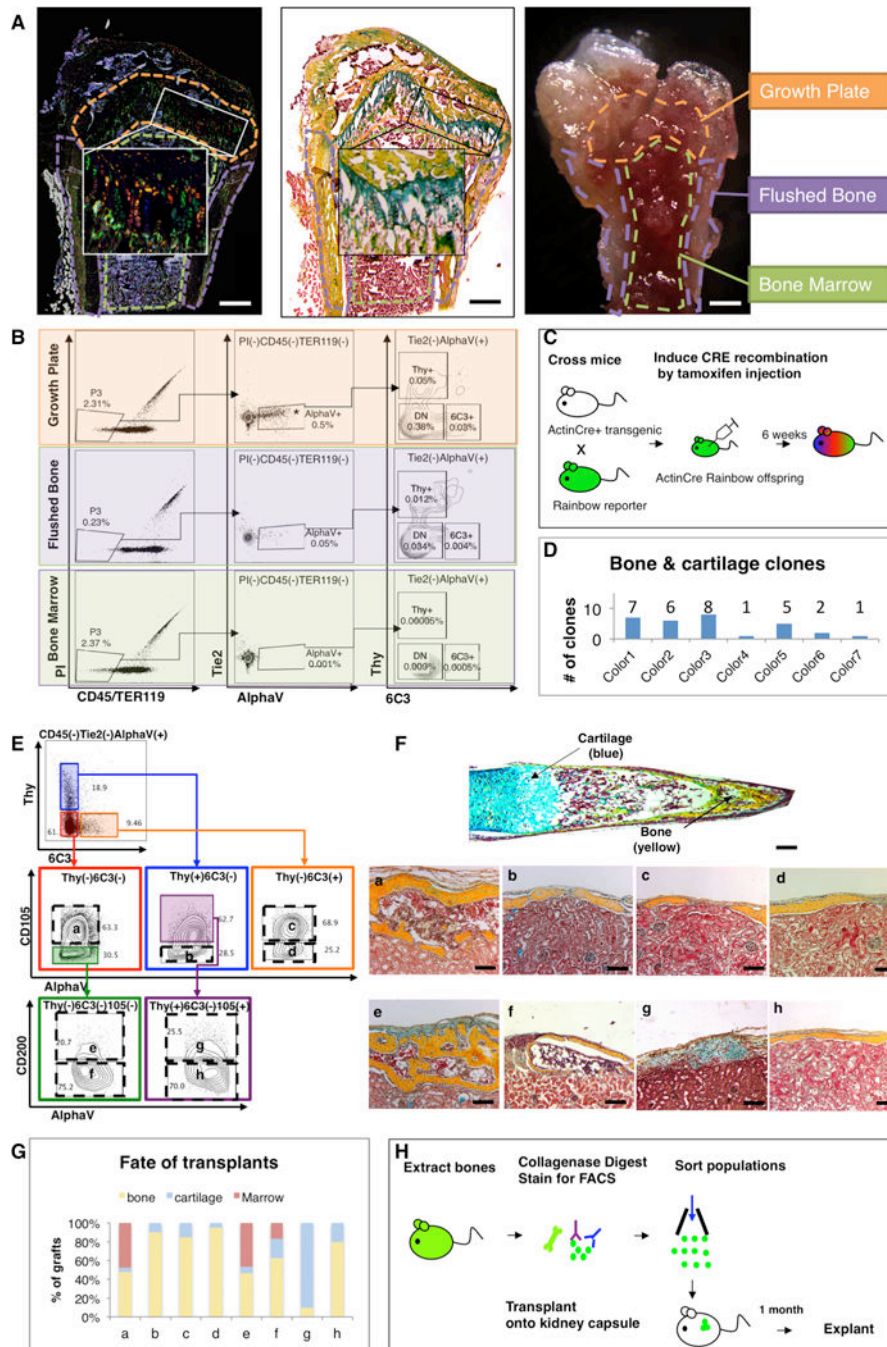 A
Growth Plate
Flushed Bone
Bone Marrow
B
Growth Plate
P3
2.31%
PI(-)CD45(-)TER119(-)
*
AlphaV+
0.5%
Tie2(-)AlphaV(+)
Thy+
0.05%
DN
0.38%
6C3+
0.03%
Flushed Bone
P3
0.23%
PI(-)CD45(-)TER119(-)
AlphaV+
0.05%
Tie2(-)AlphaV(+)
Thy+
0.012%
DN
0.034%
6C3+
0.004%
Bone Marrow
P3
2.37 %
PI(-)CD45(-)TER119(-)
AlphaV+
0.001%
Tie2(-)AlphaV(+)
Thy+
0.00005%
DN
0.009%
6C3+
0.0005%
PI
CD45/TER119
Tie2
AlphaV
Thy
6C3
C
Cross mice
Induce CRE recombination
by tamoxifen injection
ActinCre+ transgenic
X
Rainbow reporter
ActinCre Rainbow offspring
6 weeks
D
Bone & cartilage clones
# of clones
10
0
7 6 8 1 5 2 1
Color1 Color2 Color3 Color4 Color5 Color6 Color7
E
CD45(-)Tie2(-)AlphaV(+)
Thy
18.9
61.
9.46
6C3
Thy(-)6C3(-)
Thy(+)6C3(-)
Thy(-)6C3(+)
CD105
a
63.3
30.5
62.7
b
28.5
c
68.9
d
25.2
AlphaV
Thy(-)6C3(-)105(-)
Thy(+)6C3(-)105(+)
CD200
20.7
e
f
75.2
25.5
g
h
70.0
AlphaV
F
Cartilage
(blue)
Bone
(yellow)
a
b
c
d
e
f
g
h
G
Fate of transplants
bone cartilage Marrow
% of grafts
100%
80%
60%
40%
20%
0%
a b c d e f g h
H
Extract bones
Collagenase Digest
Stain for FACS
Sort populations
Transplant
onto kidney capsule
1 month
Explant